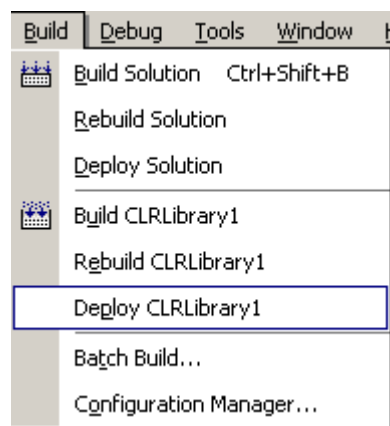 Build Debug Tools Window
Build Solution Ctrl+Shift+B
Rebuild Solution
Deploy Solution
Build CLRLibrary1
Rebuild CLRLibrary1
Deploy CLRLibrary1
Batch Build...
Configuration Manager...